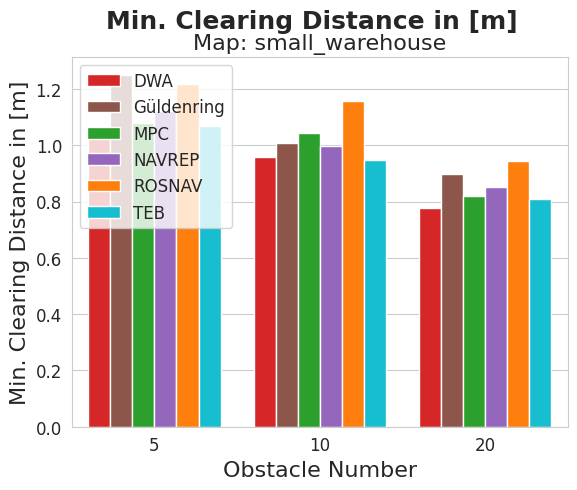 Min. Clearing Distance in [m]
Map: small_warehouse
Min. Clearing Distance in [m]
1.2
1.0
0.8
0.6
0.4
0.2
0.0
DWA
Güldenring
MPC
NAVREP
ROSNAV
TEB
5
10
20
Obstacle Number